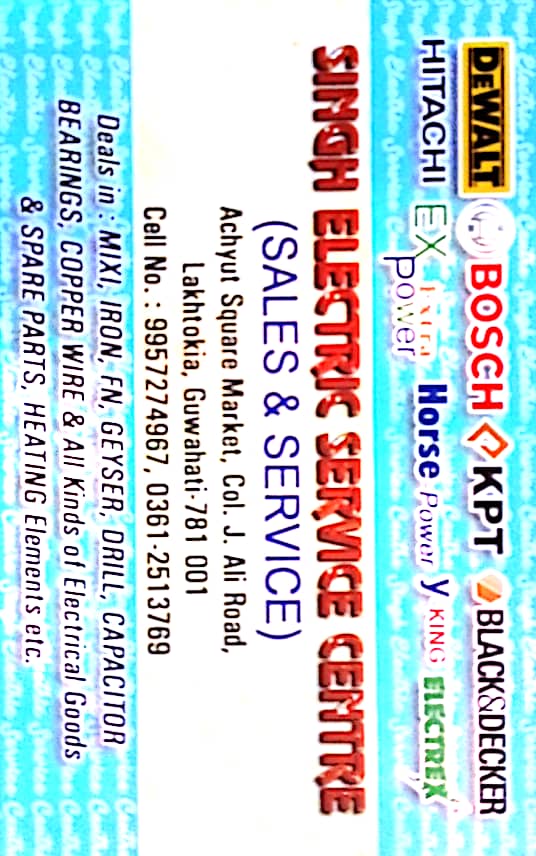 DEWALT BOSCH KPT BLACK&DECKER
HITACHI EXtra Power Horse Power y KING ELECTREX
SINGH ELECTRIC SERVICE CENTRE
(SALES & SERVICE)
Achyut Square Market, Col. J. Ali Road,
Lakhtokia, Guwahati-781 001
Cell No. : 9957274967, 0361-2513769
Deals in : MIXI, IRON, FN, GEYSER, DRILL, CAPACITOR
BEARINGS, COPPER WIRE & All Kinds of Electrical Goods
& SPARE PARTS, HEATING Elements etc.